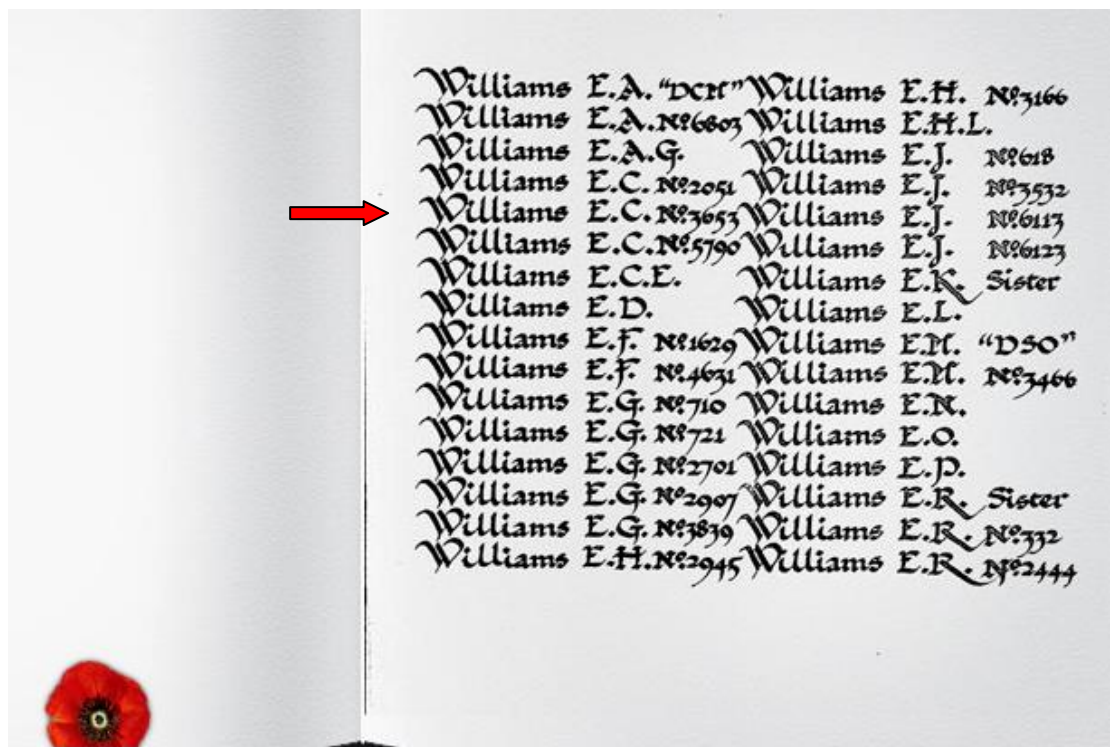 Williams E.A. "DCM"
Williams E.A. Nº6803
Williams E.A.G.
Williams E.C. Nº2051
Williams E.C. Nº3653
Williams E.C. Nº5790
Williams E.C.E.
Williams E.D.
Williams E.F. Nº1629
Williams E.F. Nº4631
Williams E.G. Nº710
Williams E.G. Nº721
Williams E.G. Nº2701
Williams E.G. Nº2907
Williams E.G. Nº3839
Williams E.H. Nº2945
Williams E.H. Nº3166
Williams E.H.L.
Williams E.J. Nº618
Williams E.J. Nº3532
Williams E.J. Nº6113
Williams E.J. Nº6123
Williams E.K. Sister
Williams E.L.
Williams E.M. "DSO"
Williams E.M. Nº3466
Williams E.N.
Williams E.O.
Williams E.P.
Williams E.R. Sister
Williams E.R. Nº332
Williams E.R. Nº2444